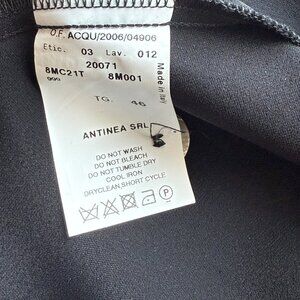 O.F. ACQU/2006/04906
Etic. 03 Lav. 012
20071
8MC21T 8M001
Made in Italy
TG. 46
ANTINEA SRL
DO NOT WASH
DO NOT BLEACH
DO NOT TUMBLE DRY
COOL IRON
DRYCLEAN,SHORT CYCLE
P